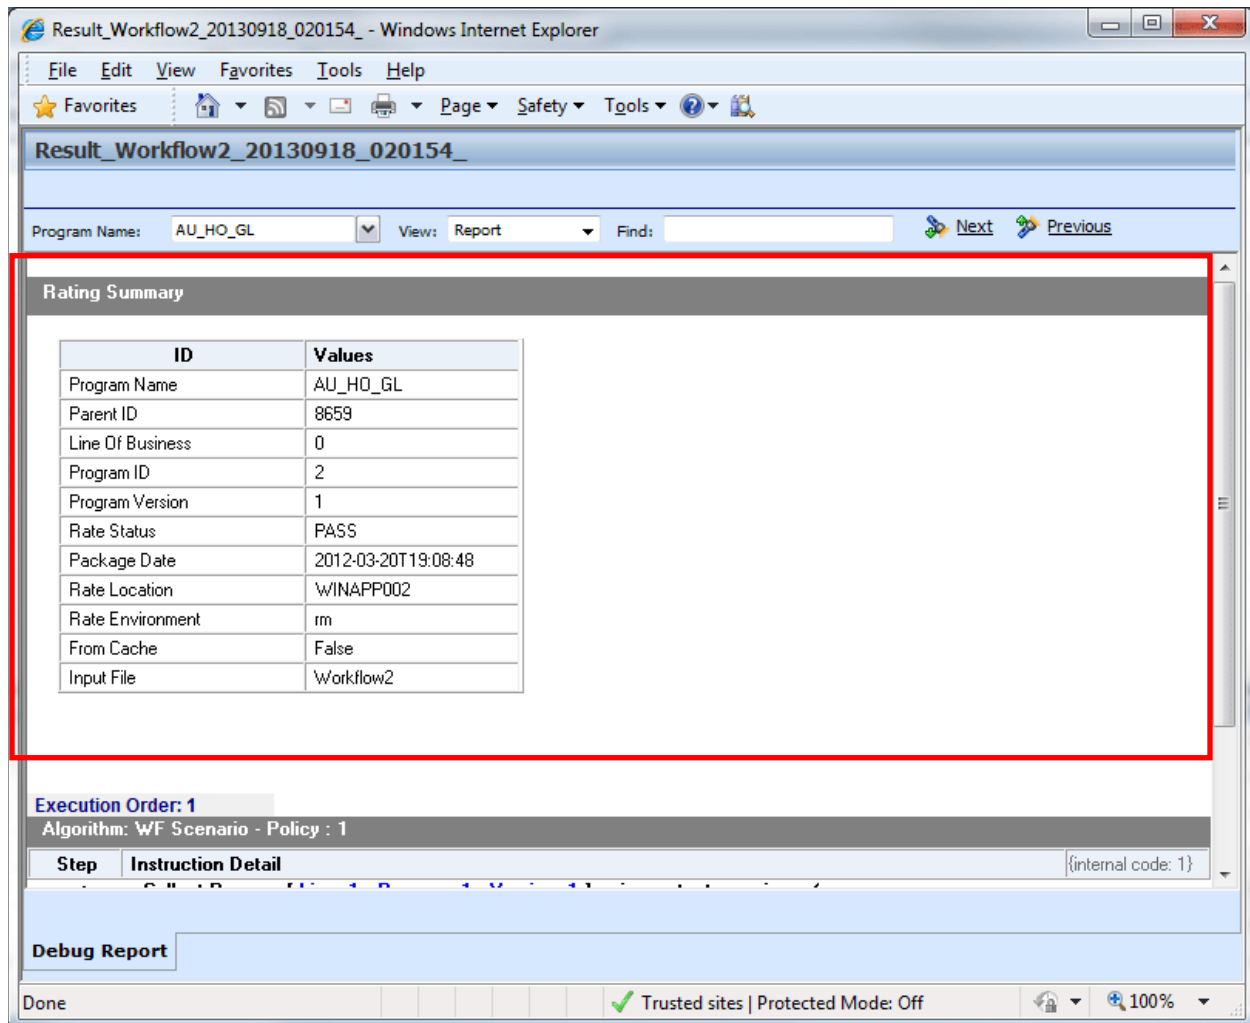 Result_Workflow2_20130918_020154_ - Windows Internet Explorer
File Edit View Favorites Tools Help
Favorites Page Safety Tools
Result_Workflow2_20130918_020154_
Program Name: AU_HO_GL View: Report Find: Next Previous
Rating Summary
ID Values
Program Name AU_HO_GL
Parent ID 8659
Line Of Business 0
Program ID 2
Program Version 1
Rate Status PASS
Package Date 2012-03-20T19:08:48
Rate Location WINAPP002
Rate Environment rm
From Cache False
Input File Workflow2
Execution Order: 1
Algorithm: WF Scenario - Policy : 1
Step Instruction Detail {internal code: 1}
Debug Report
Done Trusted sites | Protected Mode: Off 100%